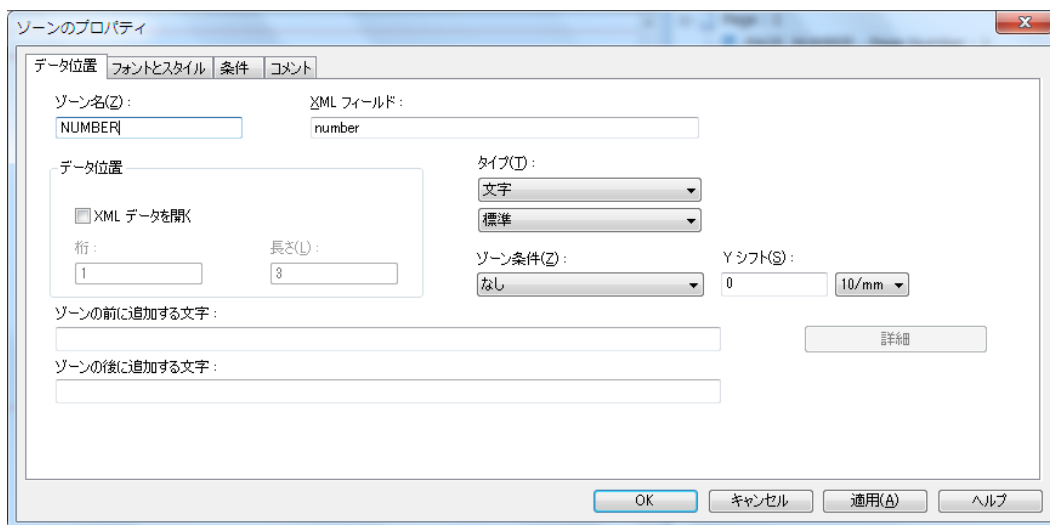 ゾーンのプロパティ
データ位置 フォントとスタイル 条件 コメント
ゾーン名(Z) : XML フィールド :
NUMBER number
データ位置 タイプ(T) :
文字
XML データを開く 標準
桁 : 長さ(L) : ゾーン条件(Z) : Y シフト(S) :
1 3 なし 0 10/mm
ゾーンの前に追加する文字 :
詳細
ゾーンの後に追加する文字 :
OK キャンセル 適用(A) ヘルプ